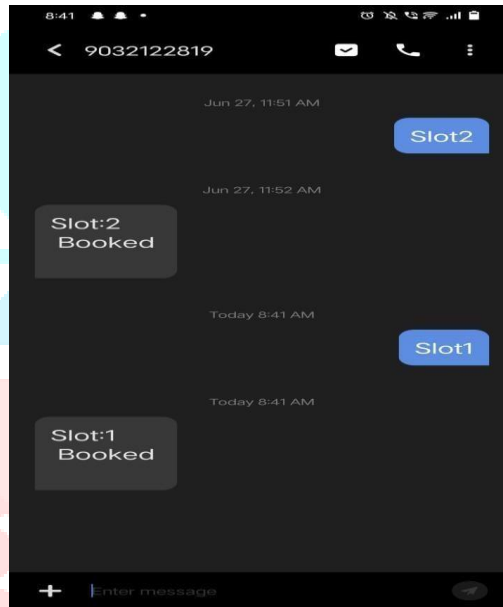 8:41
9032122819
Jun 27, 11:51 AM
Slot2
Jun 27, 11:52 AM
Slot:2
Booked
Today 8:41 AM
Slot1
Today 8:41 AM
Slot:1
Booked
Enter message